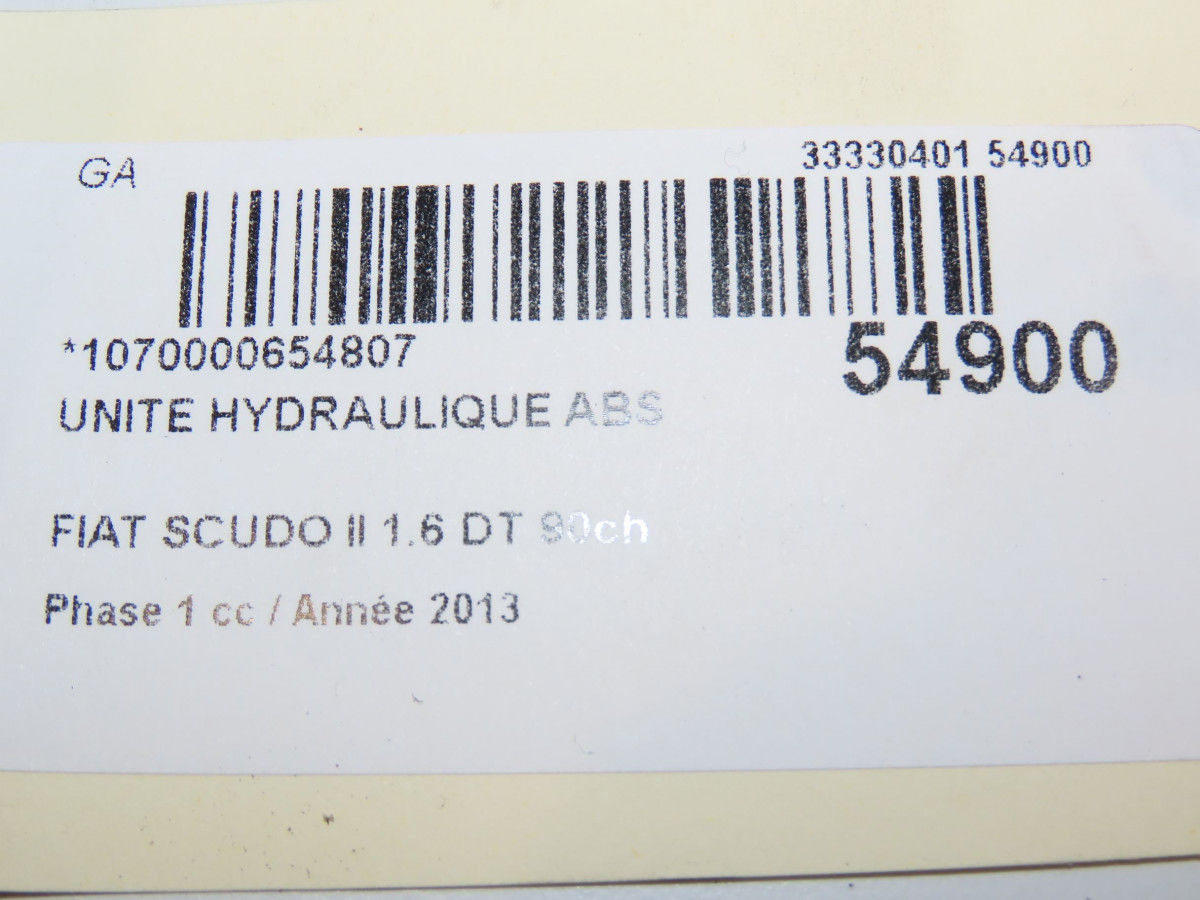 GA
33330401 54900
*1070000654807
54900
UNITE HYDRAULIQUE ABS
FIAT SCUDO II 1.6 DT 90ch
Phase 1 cc / Année 2013